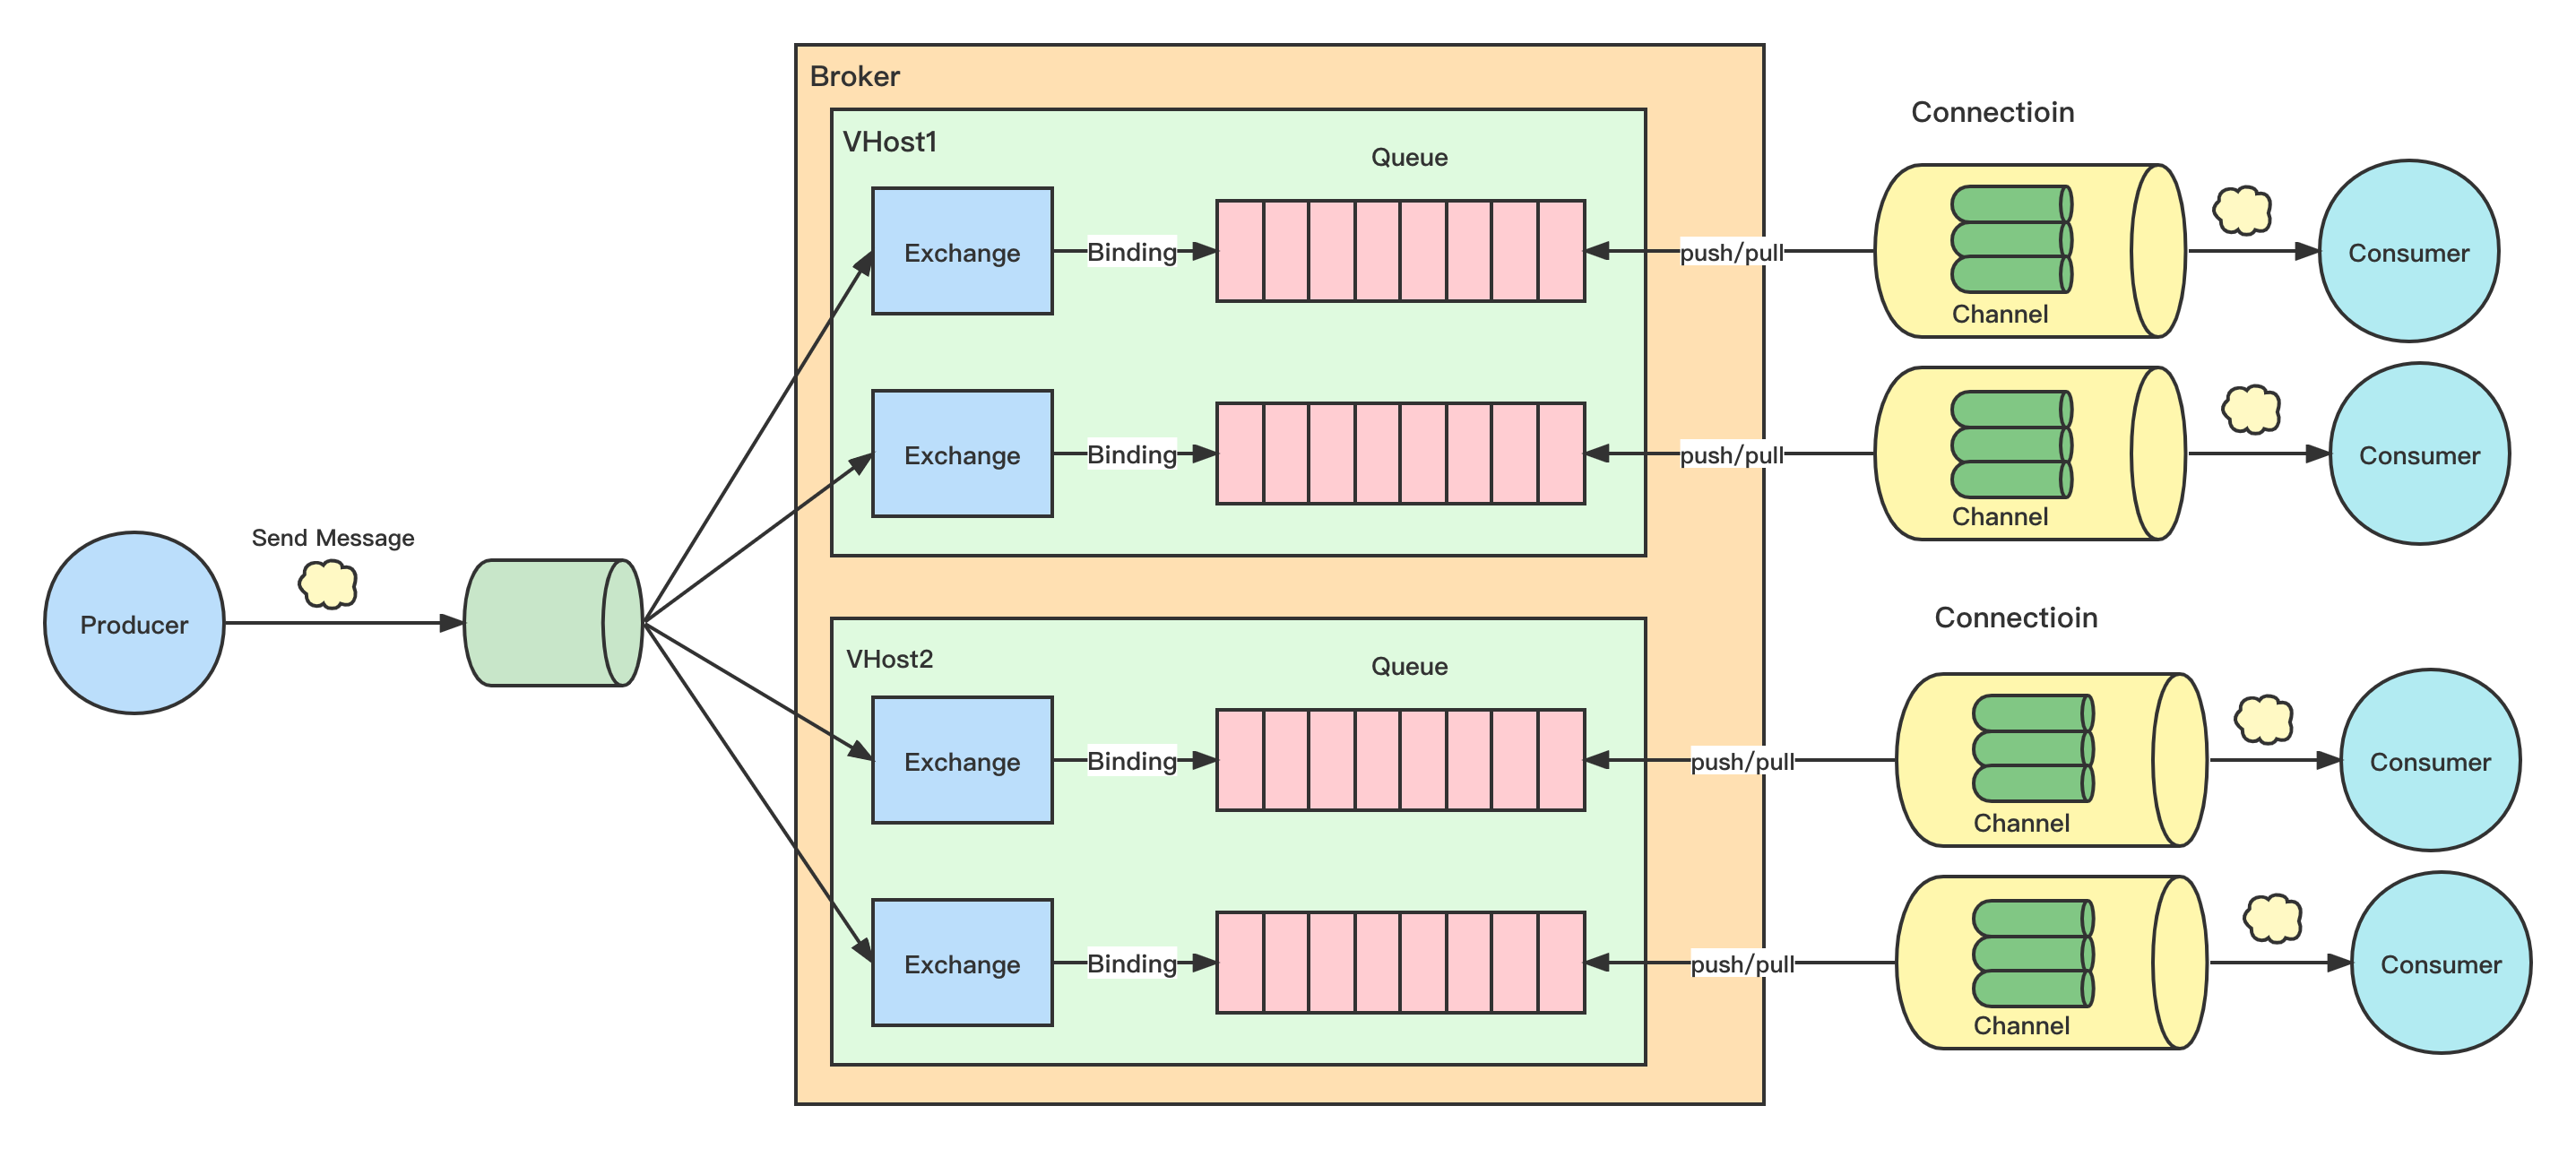 Broker
VHost1
Queue
Connectioin
Exchange
Binding
push/pull
Channel
Consumer
Exchange
Binding
push/pull
Channel
Consumer
Send Message
Producer
VHost2
Queue
Connectioin
Exchange
Binding
push/pull
Channel
Consumer
Exchange
Binding
push/pull
Channel
Consumer